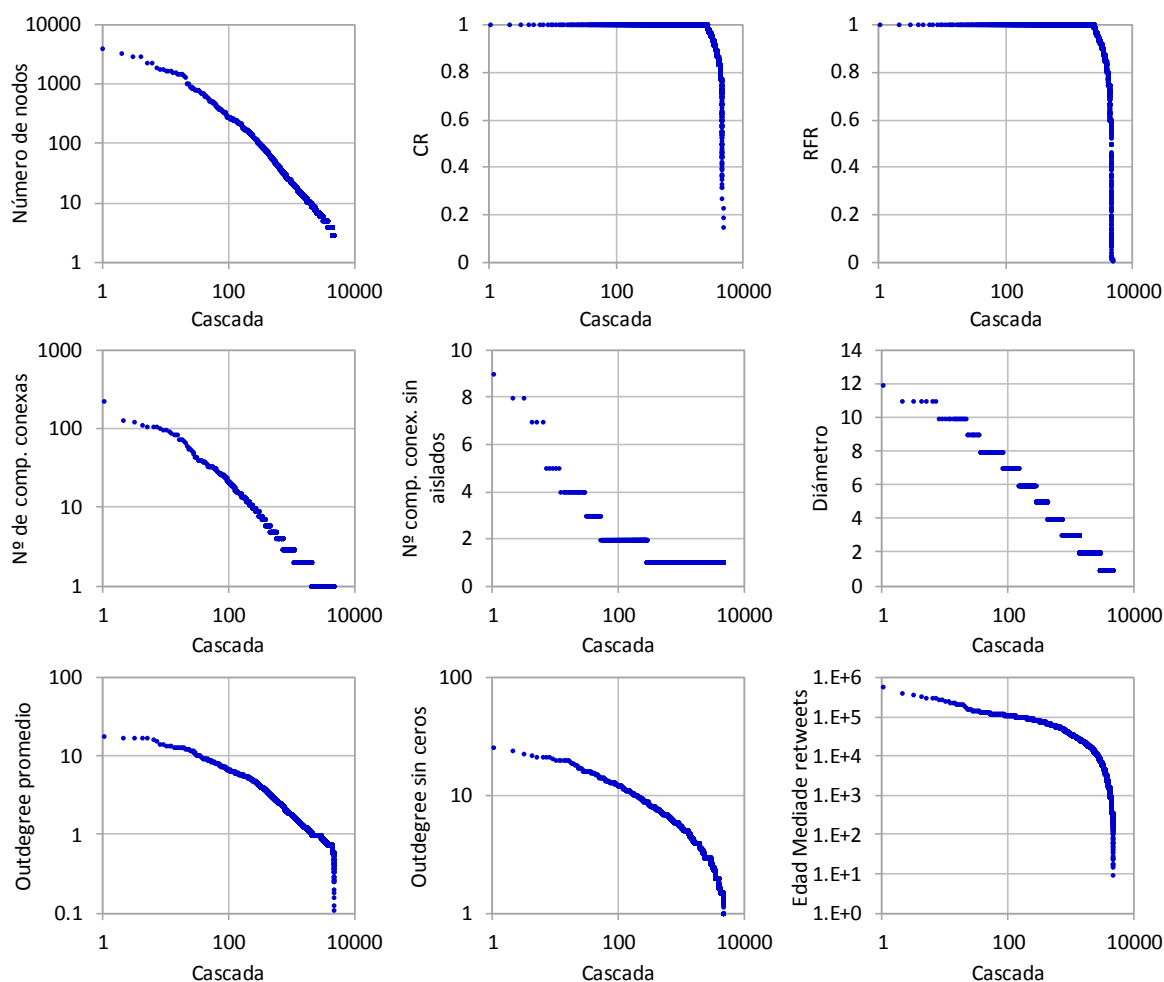 Número de nodos
10000
1000
100
10
1
1 100 10000
Cascada
CR
1
0.8
0.6
0.4
0.2
0
1 100 10000
Cascada
RFR
1
0.8
0.6
0.4
0.2
0
1 100 10000
Cascada
Nº de comp. conexas
1000
100
10
1
1 100 10000
Cascada
Nº comp. conex. sin
aislados
10
8
6
4
2
0
1 100 10000
Cascada
Diámetro
14
12
10
8
6
4
2
0
1 100 10000
Cascada
Outdegree promedio
100
10
1
0.1
1 100 10000
Cascada
Outdegree sin ceros
100
10
1
1 100 10000
Cascada
Edad Mediade retweets
1.E+6
1.E+5
1.E+4
1.E+3
1.E+2
1.E+1
1.E+0
1 100 10000
Cascada